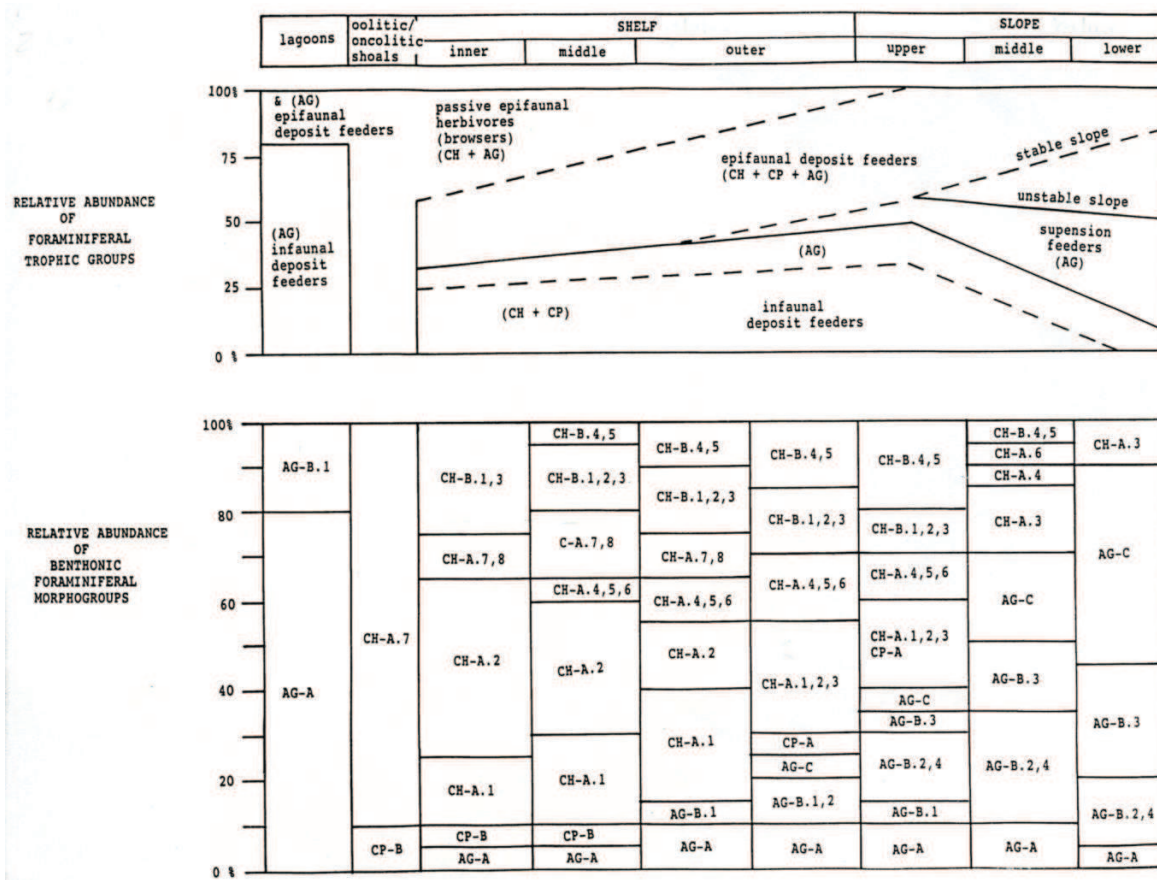 lagoons
oolitic/
oncolitic
shoals
SHELF
inner
middle
outer
SLOPE
upper
middle
lower
RELATIVE ABUNDANCE
OF
FORAMINIFERAL
TROPHIC GROUPS
100%
75
50
25
0 %
& (AG)
epifaunal
deposit feeders
(AG)
infaunal
deposit
feeders
passive epifaunal
herbivores
(browsers)
(CH + AG)
epifaunal deposit feeders
(CH + CP + AG)
stable slope
unstable slope
supension
feeders
(AG)
(AG)
(CH + CP)
infaunal
deposit feeders
RELATIVE ABUNDANCE
OF
BENTHONIC
FORAMINIFERAL
MORPHOGROUPS
100%
80
60
40
20
0 %
AG-B.1
AG-A
CH-A.7
CP-B
CH-B.1,3
CH-A.7,8
CH-A.2
CH-A.1
CP-B
AG-A
CH-B.4,5
CH-B.1,2,3
C-A.7,8
CH-A.4,5,6
CH-A.2
CH-A.1
CP-B
AG-A
CH-B.4,5
CH-B.1,2,3
CH-A.7,8
CH-A.4,5,6
CH-A.2
CH-A.1
AG-B.1
AG-A
CH-B.4,5
CH-B.1,2,3
CH-A.4,5,6
CH-A.1,2,3
CP-A
AG-C
AG-B.1,2
AG-A
CH-B.4,5
CH-B.1,2,3
CH-A.4,5,6
CH-A.1,2,3
CP-A
AG-C
AG-B.3
AG-B.2,4
AG-B.1
AG-A
CH-B.4,5
CH-A.6
CH-A.4
CH-A.3
AG-C
AG-B.3
AG-B.2,4
AG-A
CH-A.3
AG-C
AG-B.3
AG-B.2,4
AG-A